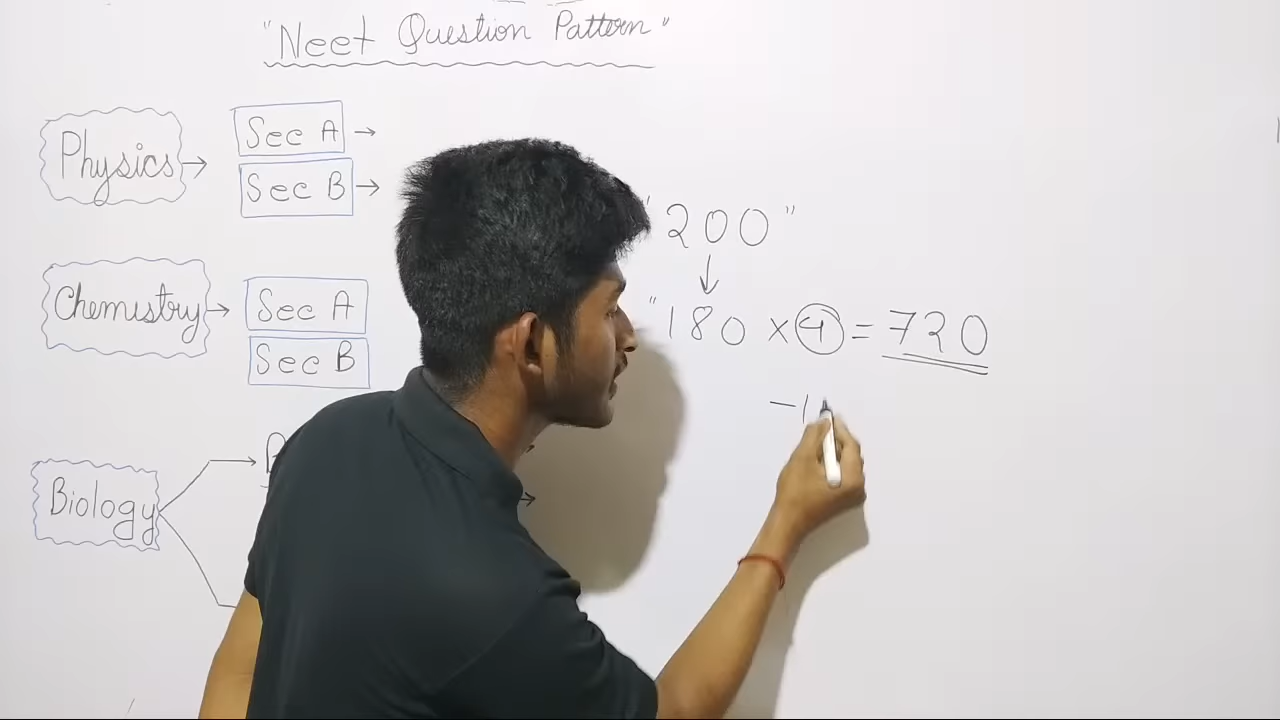 "Neet Question Pattern"
Physics → Sec A →
Sec B →
"200"
↓
Chemistry → Sec A
Sec B
"180 × 4 = 720
-1
Biology